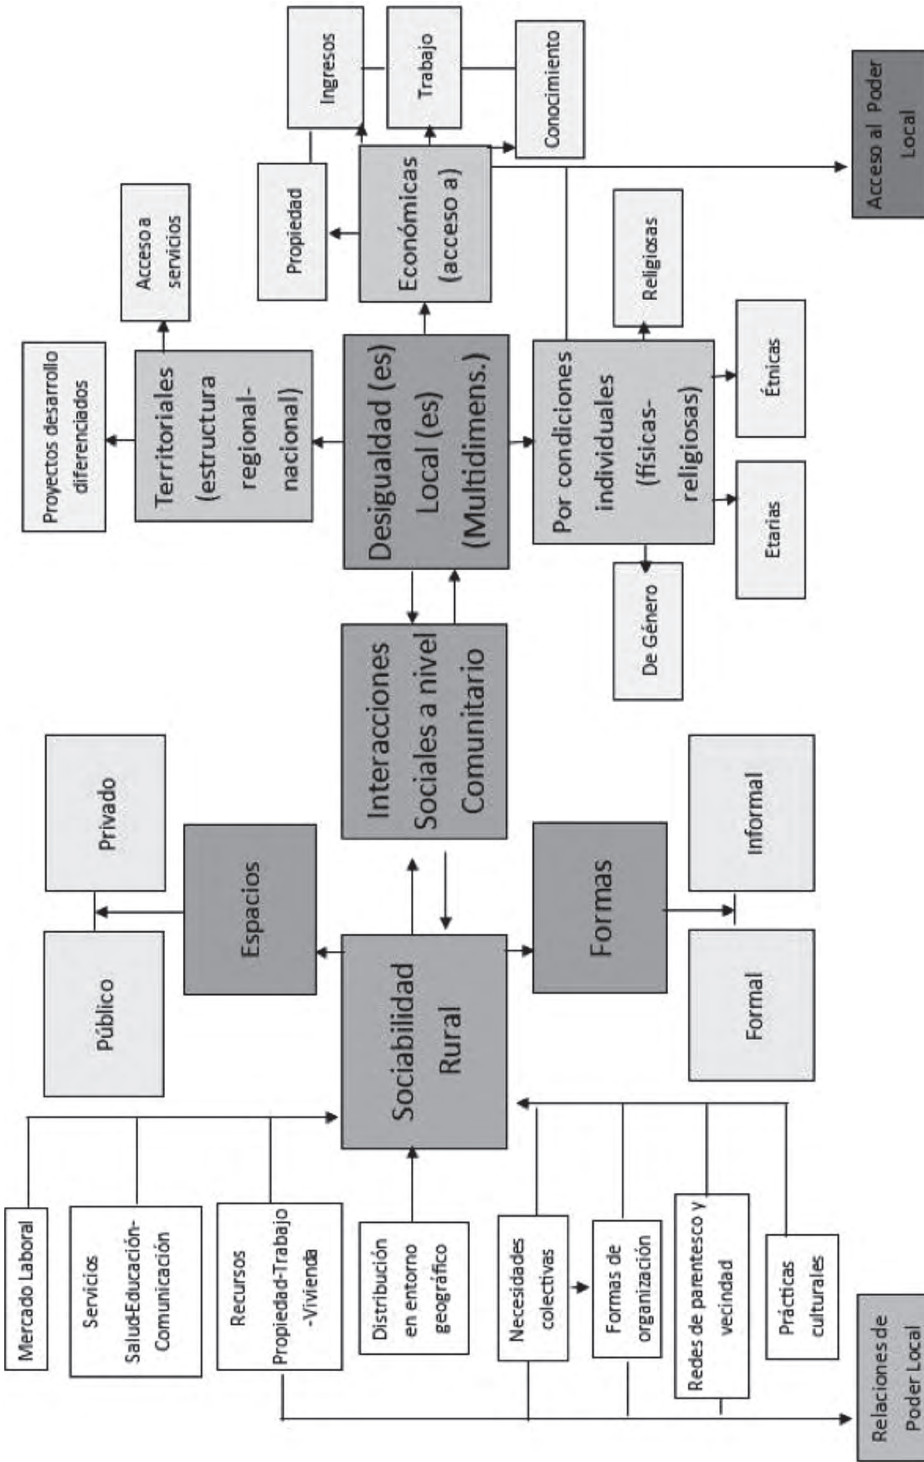 Mercado Laboral
Servicios
Salud-Educación-
Comunicación
Recursos
Propiedad-Trabajo
-Vivienda
Distribución
en entorno
geográfico
Necesidades
colectivas
Formas de
organización
Redes de parentesco y
vecindad
Prácticas
culturales
Relaciones de
Poder Local
Público
Privado
Espacios
Sociabilidad
Rural
Formas
Formal
Informal
Interacciones
Sociales a nivel
Comunitario
Proyectos desarrollo
diferenciados
Acceso a
servicios
Territoriales
(estructura
regional-
nacional)
Desigualdad (es)
Local (es)
(Multidimens.)
Por condiciones
individuales
(físicas-
religiosas)
De Género
Etarias
Étnicas
Religiosas
Propiedad
Ingresos
Económicas
(acceso a)
Trabajo
Conocimiento
Acceso al Poder
Local